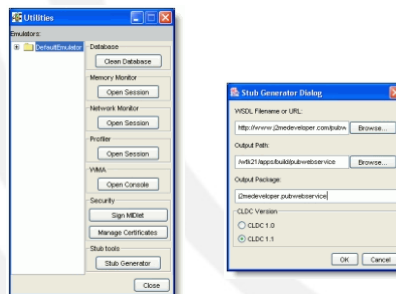 Utilities
Emulators:
DefaultEmulator
Database
Clean Database
Memory Monitor
Open Session
Network Monitor
Open Session
Profiler
Open Session
WMA
Open Console
Security
Sign MIDlet
Manage Certificates
Stub tools
Stub Generator
Close
Stub Generator Dialog
WSDL Filename or URL:
http://www.j2medeveloper.com/pubw
Browse...
Output Path:
/wtk21/apps/build/pubwebservice
Browse...
Output Package:
j2medeveloper.pubwebservice
CLDC Version
CLDC 1.0
CLDC 1.1
OK
Cancel